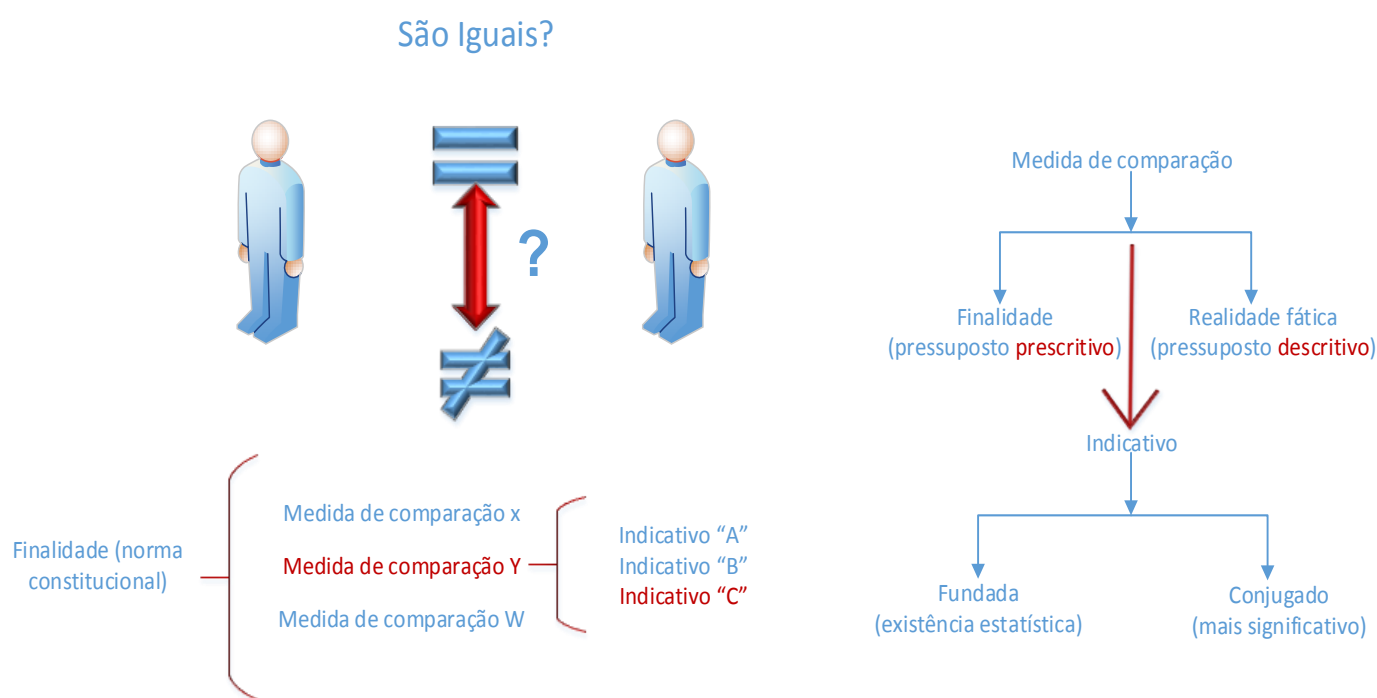 São Iguais?
?
Finalidade (norma
constitucional)
Medida de comparação x
Medida de comparação Y
Medida de comparação W
Indicativo “A”
Indicativo “B”
Indicativo “C”
Medida de comparação
Finalidade
(pressuposto prescritivo)
Realidade fática
(pressuposto descritivo)
Indicativo
Fundada
(existência estatística)
Conjugado
(mais significativo)